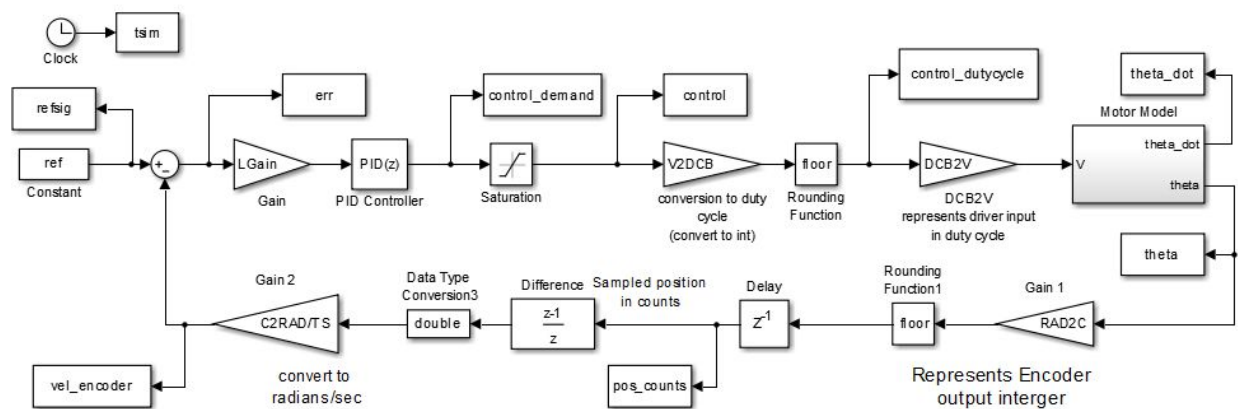 tsim
Clock
refsig
err
control_demand
control
control_dutycycle
theta_dot
Motor Model
ref
Constant
+
−
LGain
Gain
PID(z)
PID Controller
Saturation
V2DCB
conversion to duty
cycle
(convert to int)
floor
Rounding
Function
DCB2V
DCB2V
represents driver input
in duty cycle
V
theta_dot
theta
theta
Gain 2
C2RAD/TS
convert to
radians/sec
vel_encoder
Data Type
Conversion3
double
Difference
z-1
z
Sampled position
in counts
pos_counts
Delay
Z-1
Rounding
Function1
floor
Gain 1
RAD2C
Represents Encoder
output interger